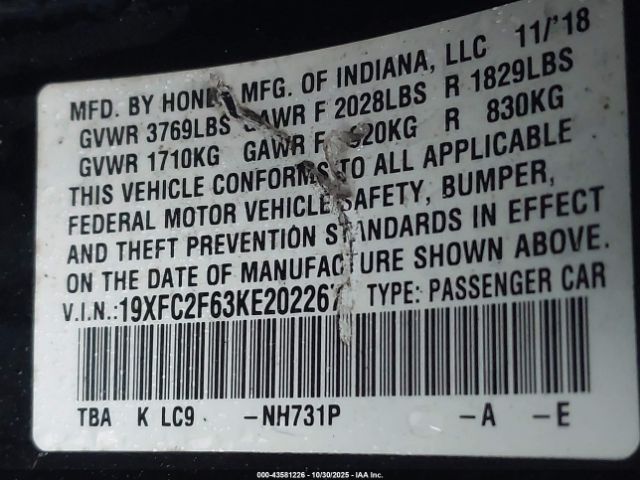 MFD. BY HOND MFG. OF INDIANA, LLC 11/'18
GVWR 3769LBS GAWR F 2028LBS R 1829LBS
GVWR 1710KG GAWR F 920KG R 830KG
THIS VEHICLE CONFORMS TO ALL APPLICABLE
FEDERAL MOTOR VEHICLE SAFETY, BUMPER,
AND THEFT PREVENTION STANDARDS IN EFFECT
ON THE DATE OF MANUFACTURE SHOWN ABOVE.
V.I.N.:19XFC2F63KE202267 TYPE: PASSENGER CAR
TBA K LC9 -NH731P -A -E
000-43581226 - 10/30/2025 - IAA Inc.